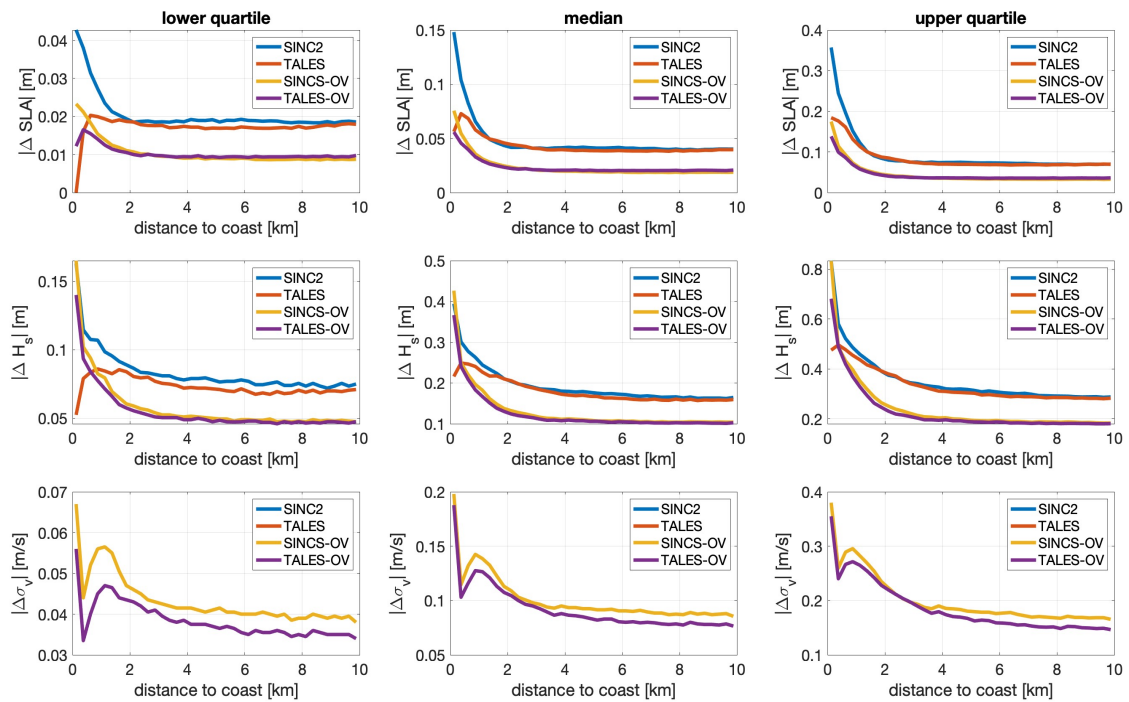 lower quartile
median
upper quartile
|Δ SLA| [m]
0.04
0.03
0.02
0.01
0
SINC2
TALES
SINCS-OV
TALES-OV
0 2 4 6 8 10
distance to coast [km]
|Δ SLA| [m]
0.15
0.1
0.05
0
SINC2
TALES
SINCS-OV
TALES-OV
0 2 4 6 8 10
distance to coast [km]
|Δ SLA| [m]
0.4
0.3
0.2
0.1
0
SINC2
TALES
SINCS-OV
TALES-OV
0 2 4 6 8 10
distance to coast [km]
|Δ Hs| [m]
0.15
0.1
0.05
SINC2
TALES
SINCS-OV
TALES-OV
0 2 4 6 8 10
distance to coast [km]
|Δ Hs| [m]
0.5
0.4
0.3
0.2
0.1
SINC2
TALES
SINCS-OV
TALES-OV
0 2 4 6 8 10
distance to coast [km]
|Δ Hs| [m]
0.8
0.6
0.4
0.2
SINC2
TALES
SINCS-OV
TALES-OV
0 2 4 6 8 10
distance to coast [km]
|Δσv| [m/s]
0.07
0.06
0.05
0.04
0.03
SINC2
TALES
SINCS-OV
TALES-OV
0 2 4 6 8 10
distance to coast [km]
|Δσv| [m/s]
0.2
0.15
0.1
0.05
SINC2
TALES
SINCS-OV
TALES-OV
0 2 4 6 8 10
distance to coast [km]
|Δσv| [m/s]
0.4
0.3
0.2
0.1
SINC2
TALES
SINCS-OV
TALES-OV
0 2 4 6 8 10
distance to coast [km]